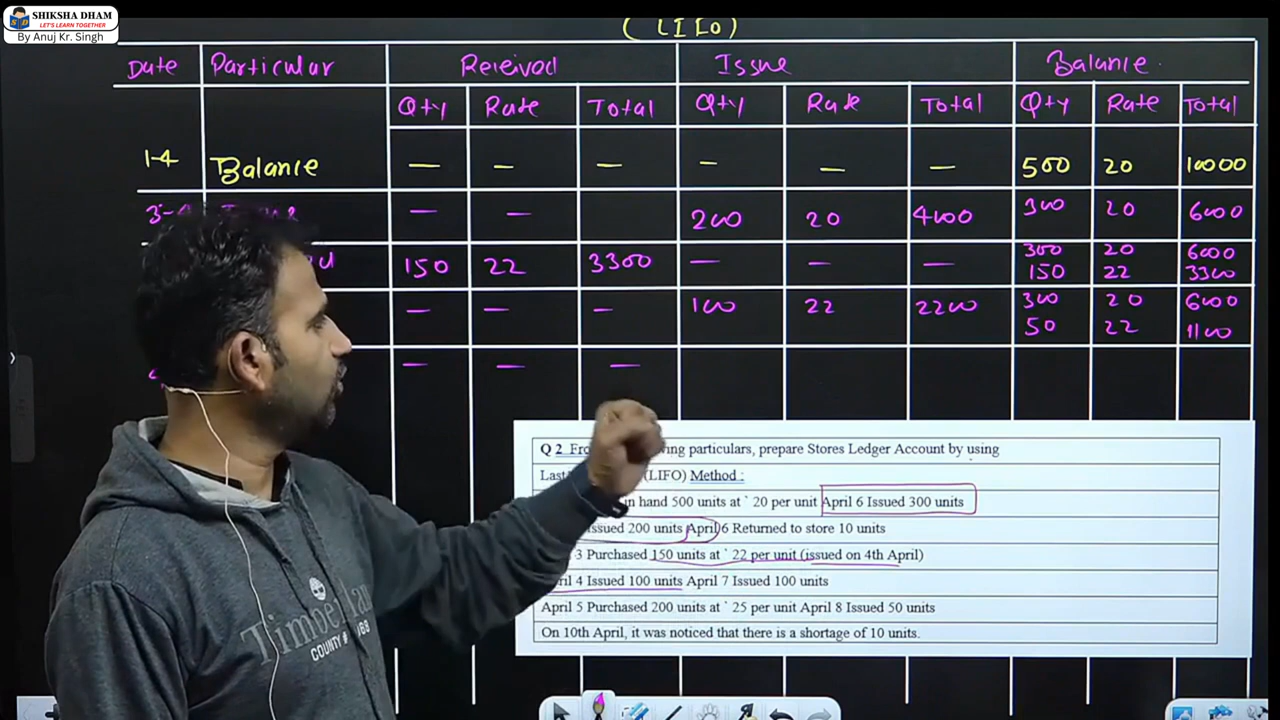 SHIKSHA DHAM
LET'S LEARN TOGETHER
By Anuj Kr. Singh
(LIFO)
Date Particular Reieived Issue Balance
Qty Rate Total Qty Rate Total Qty Rate Total
1-4 Balance — — — — — — 500 20 10000
— — 200 20 4000 300 20 6000
150 22 3300 — — — 300 20 6000
150 22 3300
— — — 100 22 2200 300 20 6000
50 22 1100
— — —
Q 2 particulars, prepare Stores Ledger Account by using
(LIFO) Method :
in hand 500 units at ` 20 per unit April 6 Issued 300 units
ssued 200 units April 6 Returned to store 10 units
3 Purchased 150 units at ` 22 per unit (issued on 4th April)
4 Issued 100 units April 7 Issued 100 units
April 5 Purchased 200 units at ` 25 per unit April 8 Issued 50 units
On 10th April, it was noticed that there is a shortage of 10 units.
Timber
COUNTY #